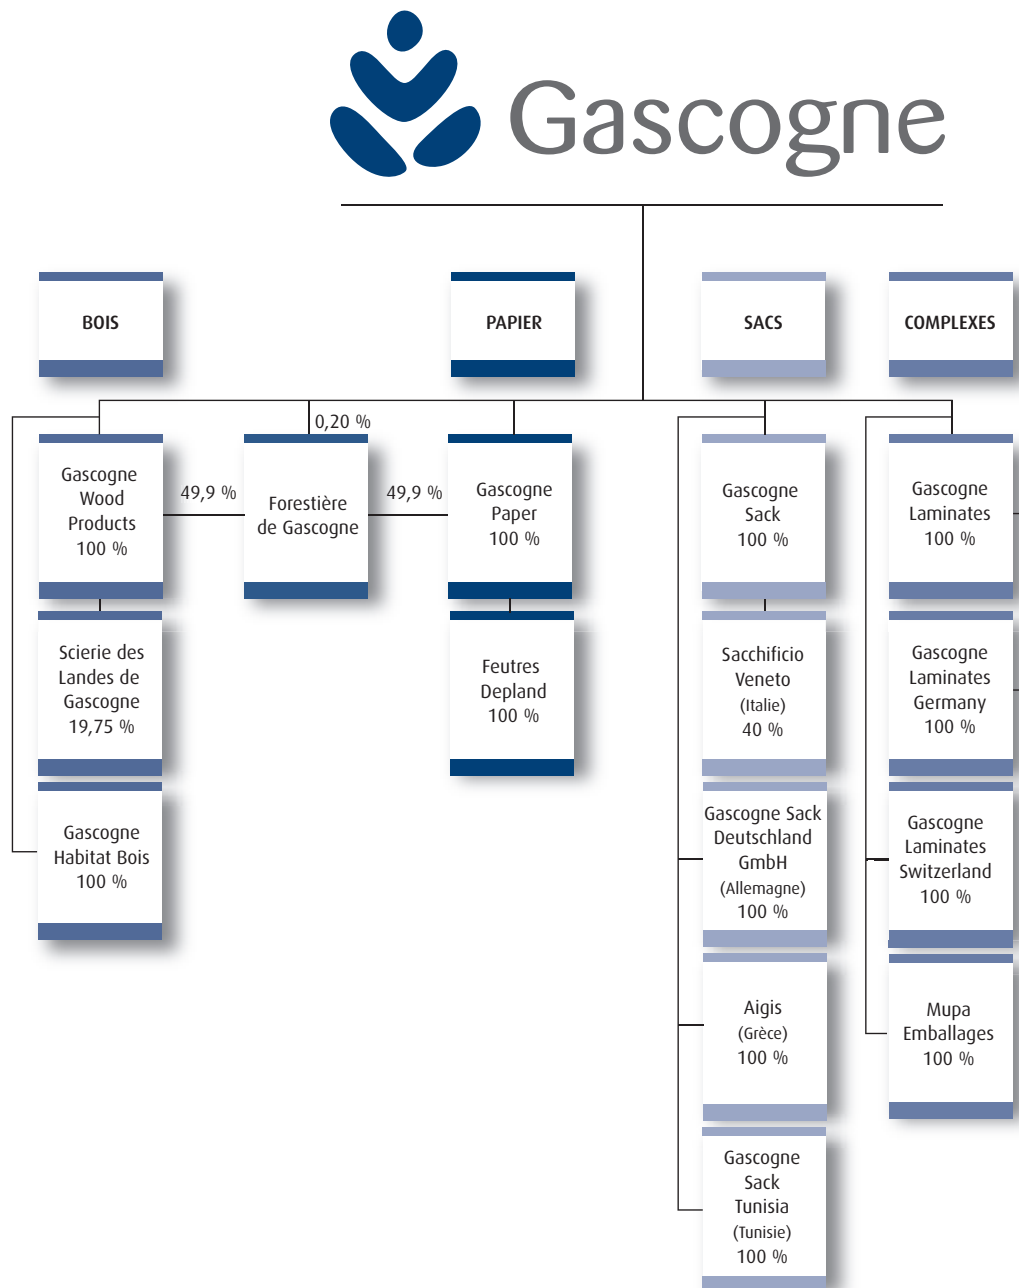 Gascogne
BOIS
PAPIER
SACS
COMPLEXES
0,20 %
Gascogne
Wood
Products
100 %
49,9 %
Forestière
de Gascogne
49,9 %
Gascogne
Paper
100 %
Gascogne
Sack
100 %
Gascogne
Laminates
100 %
Scierie des
Landes de
Gascogne
19,75 %
Feutres
Depland
100 %
Sacchificio
Veneto
(Italie)
40 %
Gascogne
Laminates
Germany
100 %
Gascogne
Habitat Bois
100 %
Gascogne Sack
Deutschland
GmbH
(Allemagne)
100 %
Gascogne
Laminates
Switzerland
100 %
Aigis
(Grèce)
100 %
Mupa
Emballages
100 %
Gascogne
Sack
Tunisia
(Tunisie)
100 %